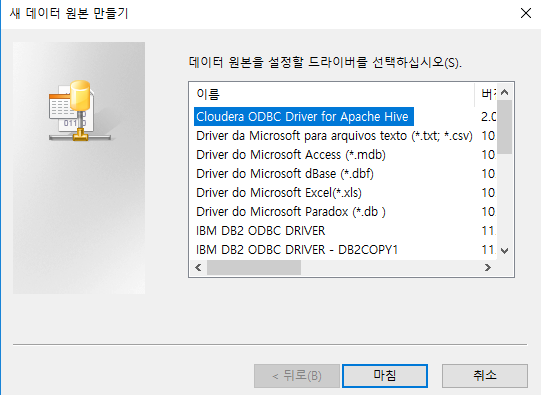 새 데이터 원본 만들기
데이터 원본을 설정할 드라이버를 선택하십시오(S).
이름 버전
Cloudera ODBC Driver for Apache Hive 2.0
Driver da Microsoft para arquivos texto (*.txt; *.csv) 10
Driver do Microsoft Access (*.mdb) 10
Driver do Microsoft dBase (*.dbf) 10
Driver do Microsoft Excel(*.xls) 10
Driver do Microsoft Paradox (*.db ) 10
IBM DB2 ODBC DRIVER 11
IBM DB2 ODBC DRIVER - DB2COPY1 11
< 뒤로(B) 마침 취소